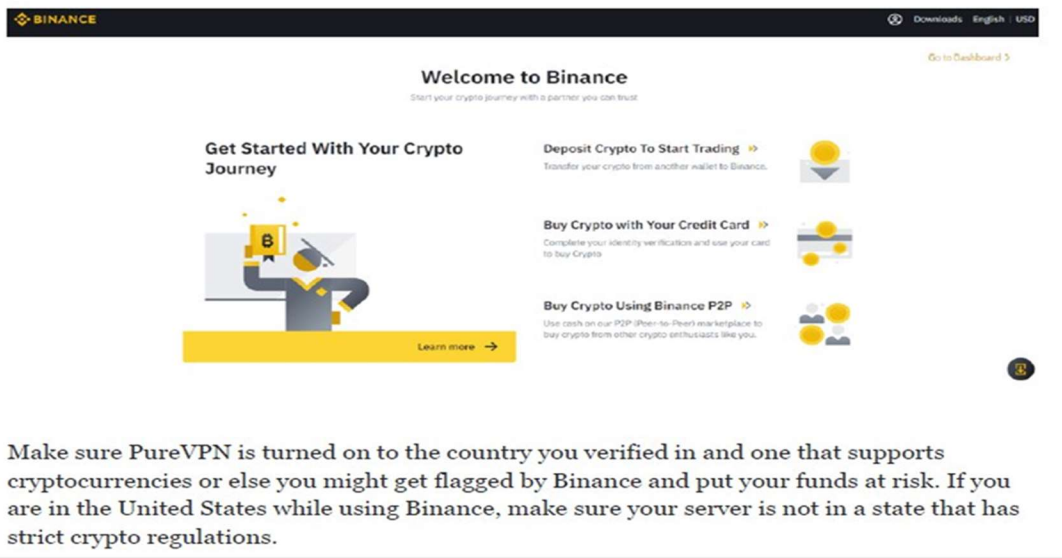 BINANCE
Downloads English | USD
Go to Dashboard
Welcome to Binance
Start your crypto journey with a partner you can trust
Get Started With Your Crypto
Journey
Deposit Crypto To Start Trading
Transfer your crypto from another wallet to Binance.
Buy Crypto with Your Credit Card
Complete your identity verification and use your card
to buy Crypto
Buy Crypto Using Binance P2P
Use cash on our P2P (Peer-to-Peer) marketplace to
buy crypto from other crypto enthusiasts like you.
Learn more
Make sure PureVPN is turned on to the country you verified in and one that supports
cryptocurrencies or else you might get flagged by Binance and put your funds at risk. If you
are in the United States while using Binance, make sure your server is not in a state that has
strict crypto regulations.